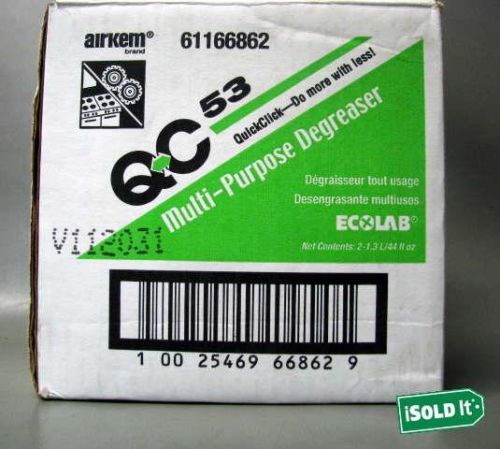 airkem® 61166862
brand
QC 53
QuickClick—Do more with less!
Multi-Purpose Degreaser
Dégraisseur tout usage
Desengrasante multiusos
ECOLAB®
Net Contents: 2-1.3 L/44 fl oz
V112031
1 00 25469 66862 9
iSOLD It